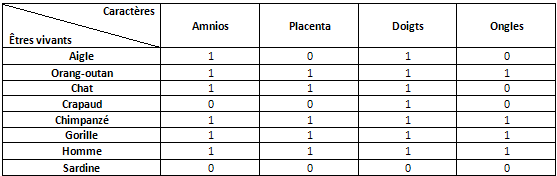 Caractères
Êtres vivants
Amnios Placenta Doigts Ongles
Aigle 1 0 1 0
Orang-outan 1 1 1 1
Chat 1 1 1 0
Crapaud 0 0 1 0
Chimpanzé 1 1 1 1
Gorille 1 1 1 1
Homme 1 1 1 1
Sardine 0 0 0 0